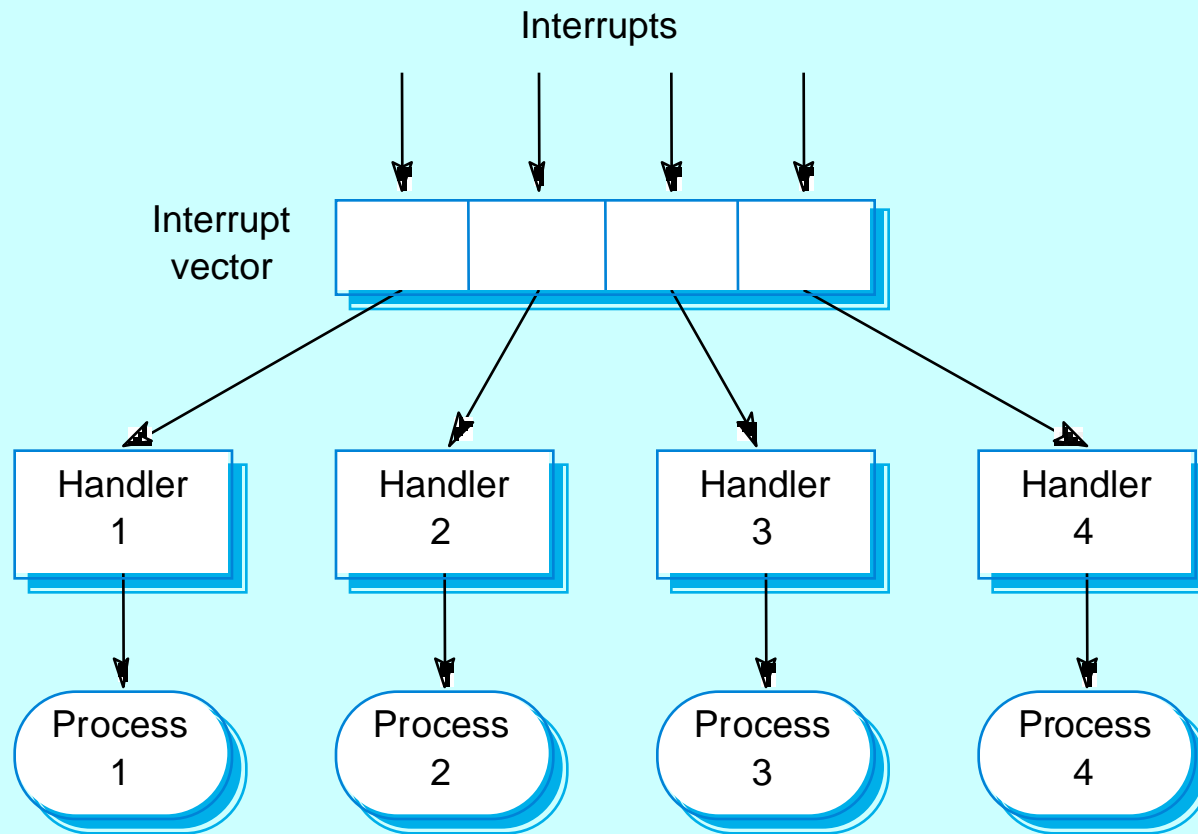 Interrupts
Interrupt
vector
Handler
1
Handler
2
Handler
3
Handler
4
Process
1
Process
2
Process
3
Process
4